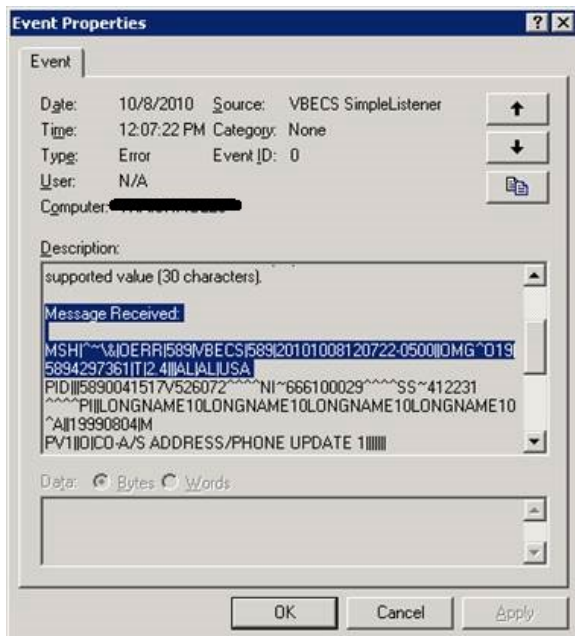 Event Properties
Event
Date: 10/8/2010 Source: VBECS SimpleListener
Time: 12:07:22 PM Category: None
Type: Error Event ID: 0
User: N/A
Computer:
Description:
supported value (30 characters).
Message Received:
MSH|^~\&|OERR|589|VBECS|589|20101008120722-0500||OMG^O19|
5894297361|T|2.4|||AL|AL|USA
PID|||5890041517V526072^^^^NI~666100029^^^^SS~412231
^^^^PI||LONGNAME10LONGNAME10LONGNAME10LONGNAME10
^A||19990804|M
PV1||O|CO-A/S ADDRESS/PHONE UPDATE 1||||||
Data: Bytes Words
OK Cancel Apply